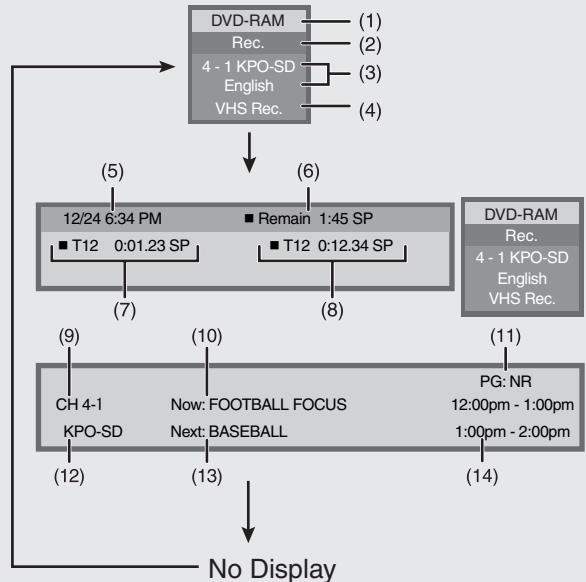 DVD-RAM (1)
Rec. (2)
4 - 1 KPO-SD (3)
English
VHS Rec. (4)
(5) (6)
12/24 6:34 PM ■ Remain 1:45 SP
■ T12 0:01.23 SP ■ T12 0:12.34 SP
(7) (8)
DVD-RAM
Rec.
4 - 1 KPO-SD
English
VHS Rec.
(9) (10) (11)
PG: NR
CH 4-1 Now: FOOTBALL FOCUS 12:00pm - 1:00pm
KPO-SD Next: BASEBALL 1:00pm - 2:00pm
(12) (13) (14)
No Display